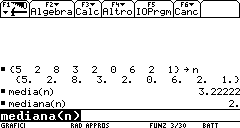 F1 F2 Algebra F3 Calc F4 Altro F5 IOPrgm F6 Canc
▪ {5. 2 8 3 2 0 6 2 1}→n
{5. 2. 8. 3. 2. 0. 6. 2. 1.}
▪ media(n) 3.22222
▪ mediana(n) 2.
mediana(n)
GRAFICI RAD APPROS FUNZ 3/30 BATT